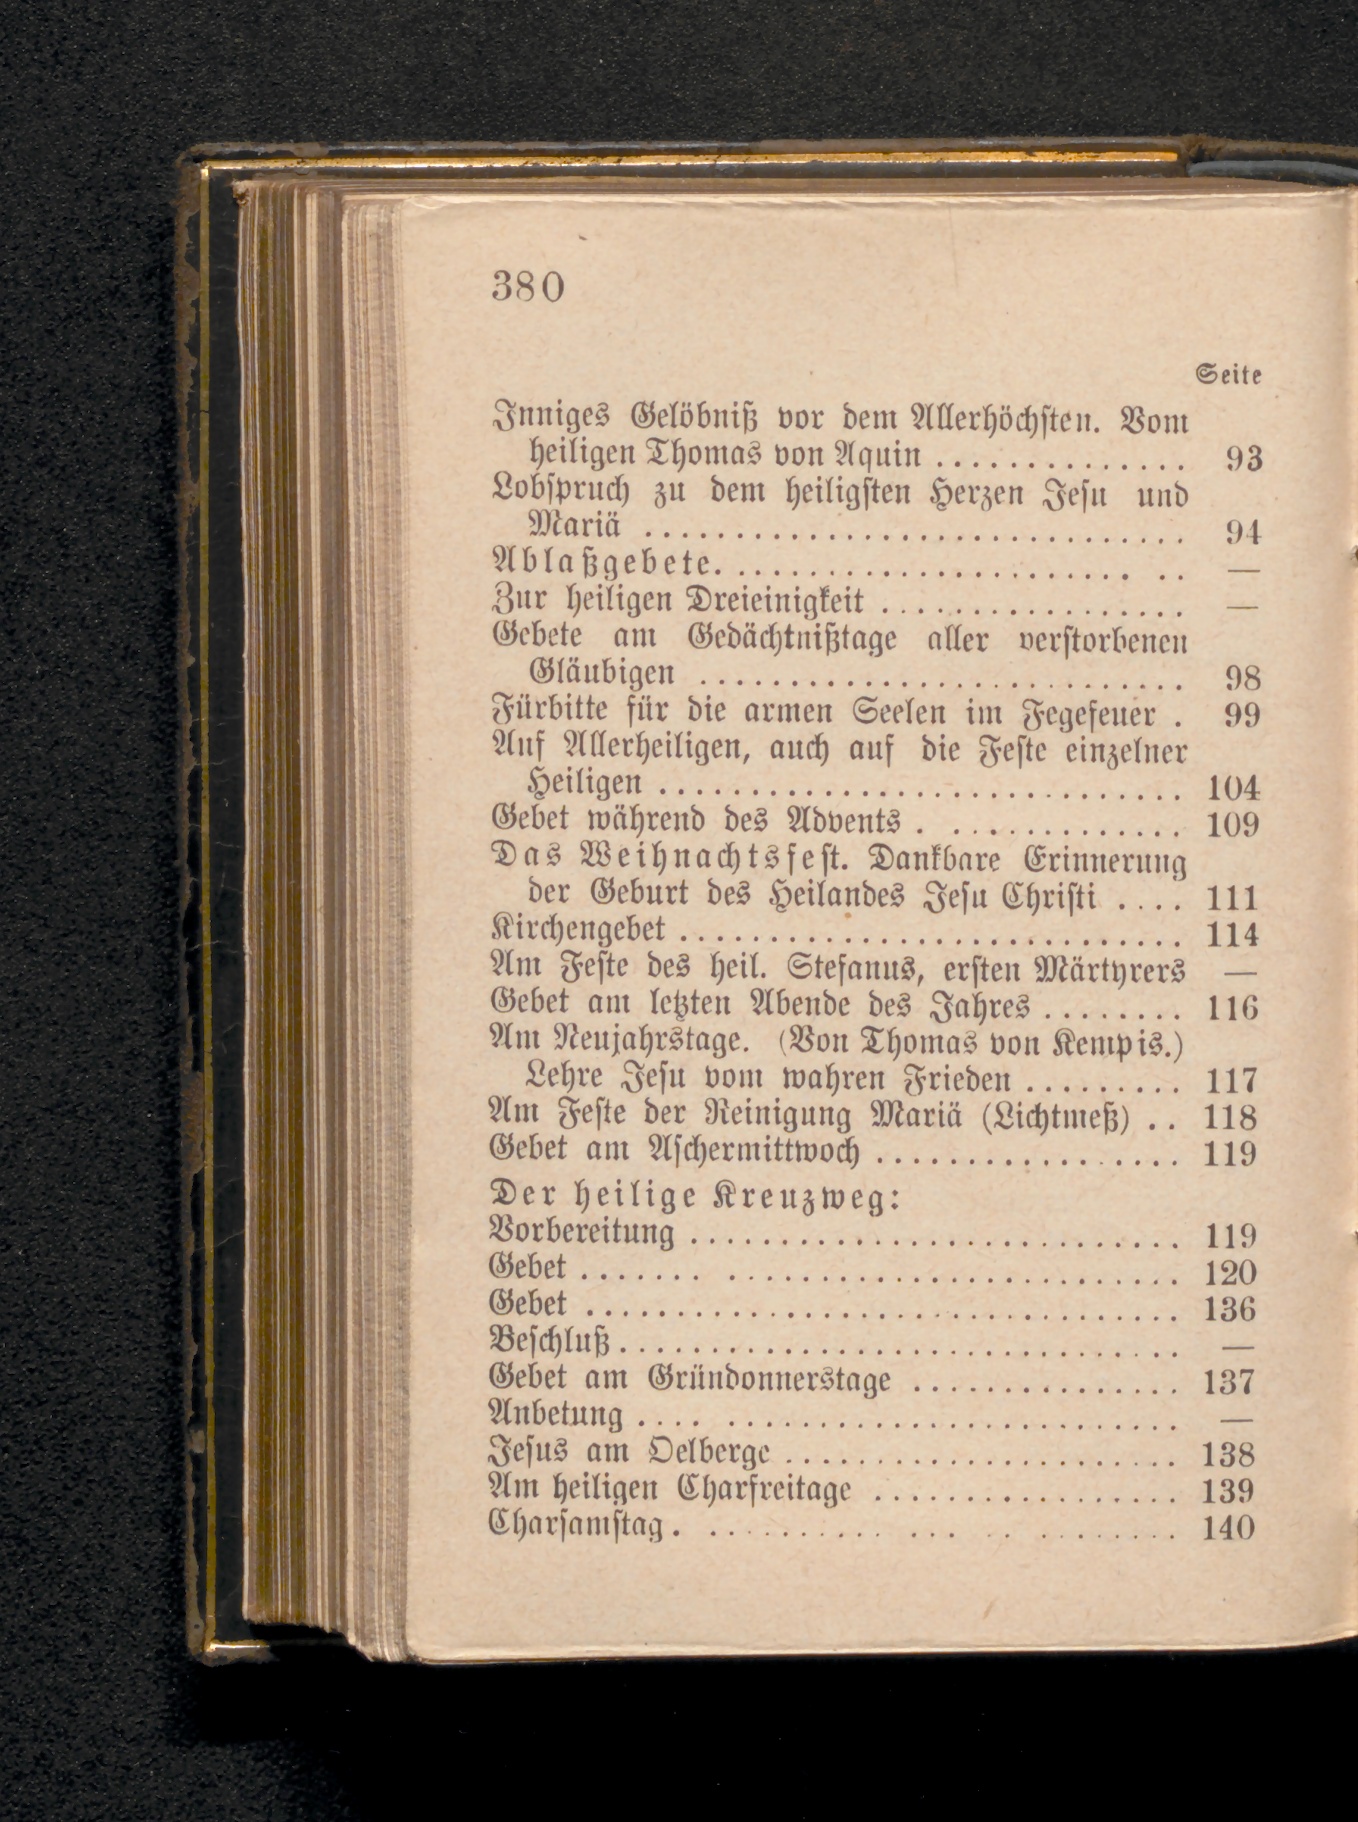 380
Seite
Inniges Gelöbniß vor dem Allerhöchsten. Vom
heiligen Thomas von Aquin .............. 93
Lobspruch zu dem heiligsten Herzen Jesu und
Mariä .............................. 94
Ablaßgebete. ...................... .. —
Zur heiligen Dreieinigkeit ................. —
Gebete am Gedächtnißtage aller verstorbenen
Gläubigen ........................... 98
Fürbitte für die armen Seelen im Fegefeuer . 99
Auf Allerheiligen, auch auf die Feste einzelner
Heiligen ............................. 104
Gebet während des Advents . ............. 109
Das Weihnachtsfest. Dankbare Erinnerung
der Geburt des Heilandes Jesu Christi .... 111
Kirchengebet ............................ 114
Am Feste des heil. Stefanus, ersten Märtyrers —
Gebet am letzten Abende des Jahres ........ 116
Am Neujahrstage. (Von Thomas von Kempis.)
Lehre Jesu vom wahren Frieden ......... 117
Am Feste der Reinigung Mariä (Lichtmeß) .. 118
Gebet am Aschermittwoch ................. 119
Der heilige Kreuzweg:
Vorbereitung ........................... 119
Gebet ....... ......................... 120
Gebet ................................. 136
Beschluß............................... —
Gebet am Gründonnerstage ............... 137
Anbetung .... ......................... —
Jesus am Oelberge ...................... 138
Am heiligen Charfreitage ................. 139
Charsamstag. .......... ... . ........ 140